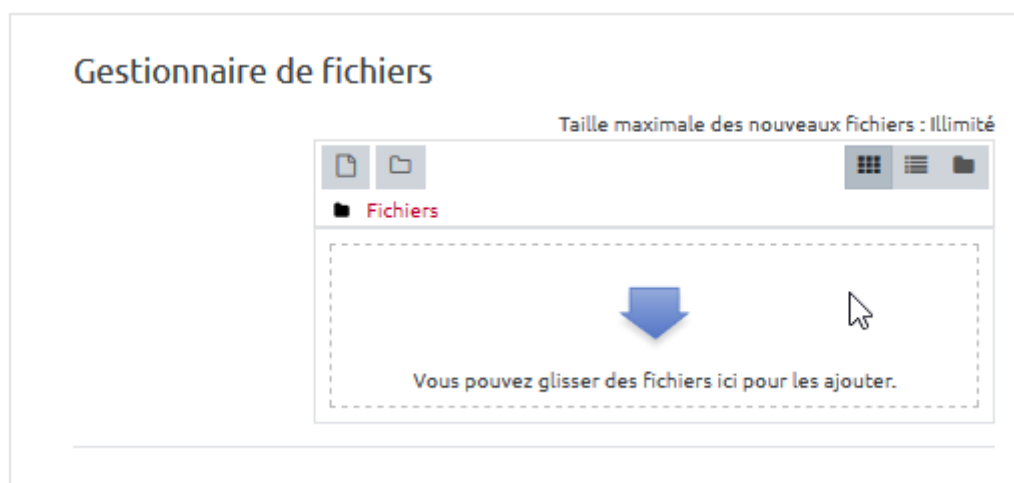 Gestionnaire de fichiers
Taille maximale des nouveaux fichiers : Illimité
Fichiers
Vous pouvez glisser des fichiers ici pour les ajouter.